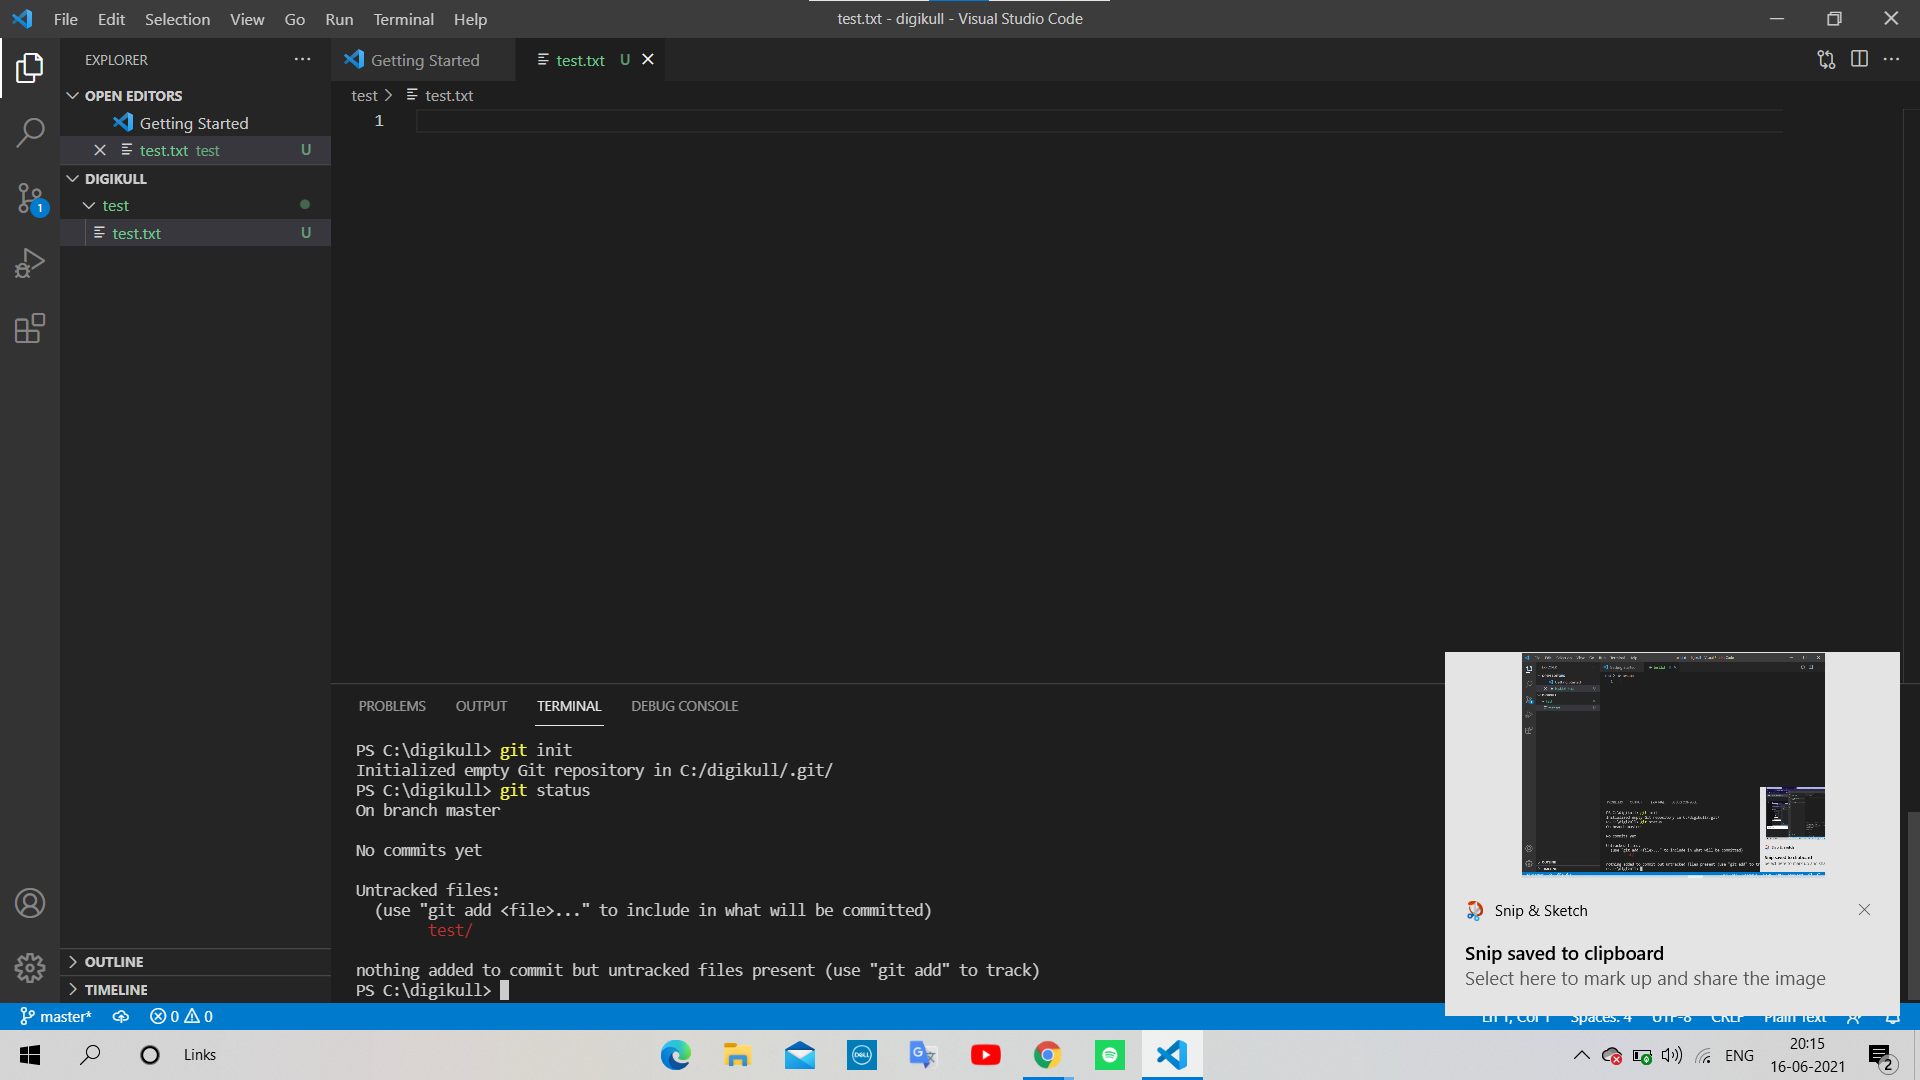 File Edit Selection View Go Run Terminal Help
test.txt - digikull - Visual Studio Code
EXPLORER
OPEN EDITORS
Getting Started
test.txt test U
DIGIKULL
test
test.txt U
OUTLINE
TIMELINE
Getting Started
test.txt U
test > test.txt
1
PROBLEMS OUTPUT TERMINAL DEBUG CONSOLE
PS C:\digikull> git init
Initialized empty Git repository in C:/digikull/.git/
PS C:\digikull> git status
On branch master
No commits yet
Untracked files:
(use "git add <file>..." to include in what will be committed)
test/
nothing added to commit but untracked files present (use "git add" to track)
PS C:\digikull>
Snip & Sketch
Snip saved to clipboard
Select here to mark up and share the image
1
master* 0 0
Ln 1, Col 1 Spaces: 4 UTF-8 CRLF Plain Text
Links
DELL
ENG
20:15
16-06-2021
2